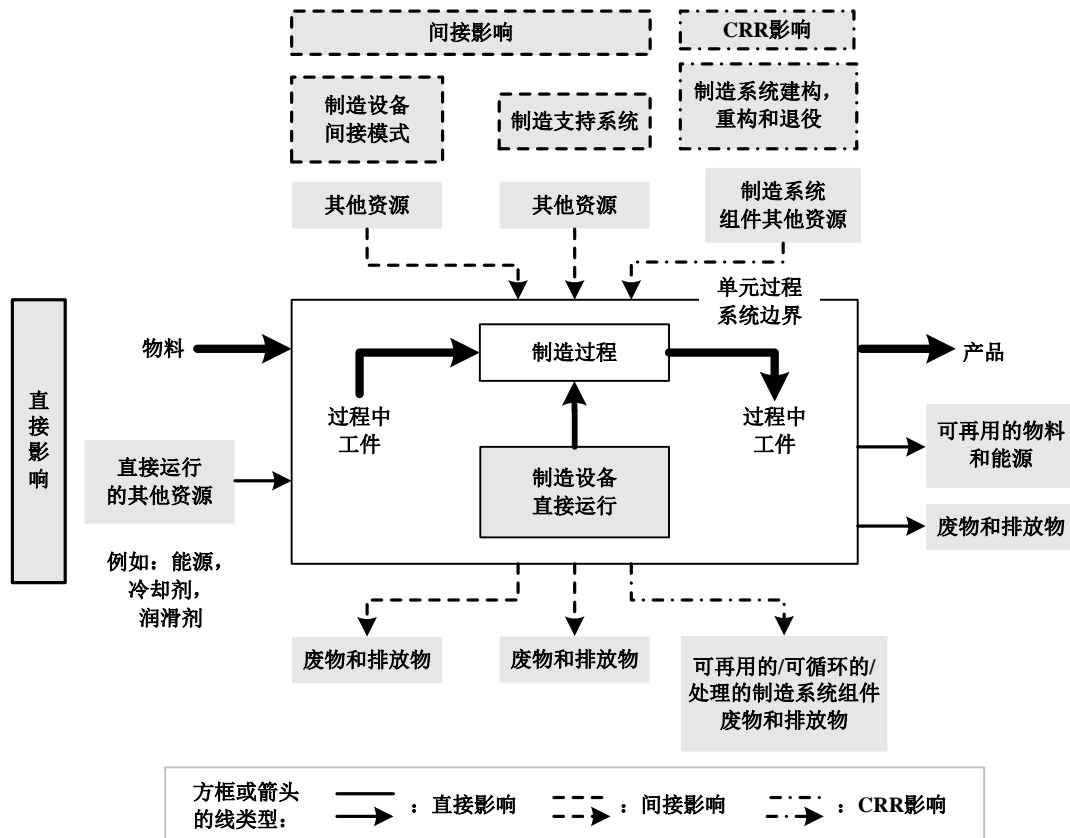 间接影响
CRR影响
制造设备
间接模式
制造支持系统
制造系统建构，
重构和退役
其他资源
其他资源
制造系统
组件其他资源
直接影响
单元过程
系统边界
物料
制造过程
产品
过程中
工件
过程中
工件
可再用的物料
和能源
直接运行
的其他资源
制造设备
直接运行
废物和排放物
例如：能源，
冷却剂，
润滑剂
废物和排放物
废物和排放物
可再用的/可循环的/
处理的制造系统组件
废物和排放物
方框或箭头
的线类型：
：直接影响
：间接影响
：CRR影响